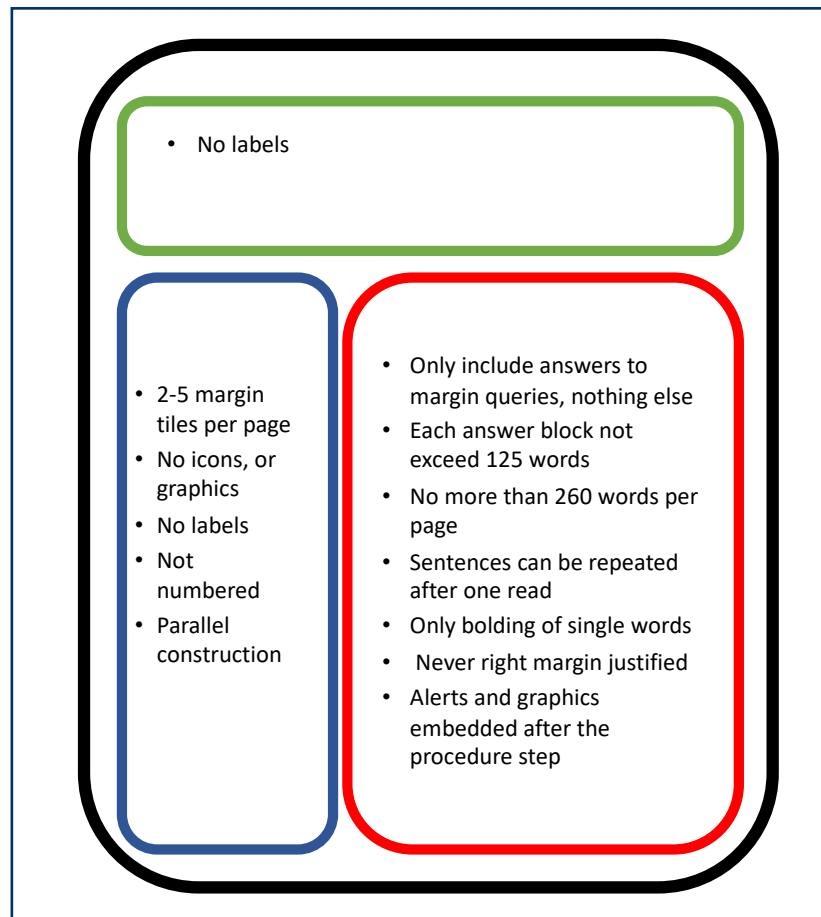 • No labels
• 2-5 margin
tiles per page
• No icons, or
graphics
• No labels
• Not
numbered
• Parallel
construction
• Only include answers to
margin queries, nothing else
• Each answer block not
exceed 125 words
• No more than 260 words per
page
• Sentences can be repeated
after one read
• Only bolding of single words
• Never right margin justified
• Alerts and graphics
embedded after the
procedure step